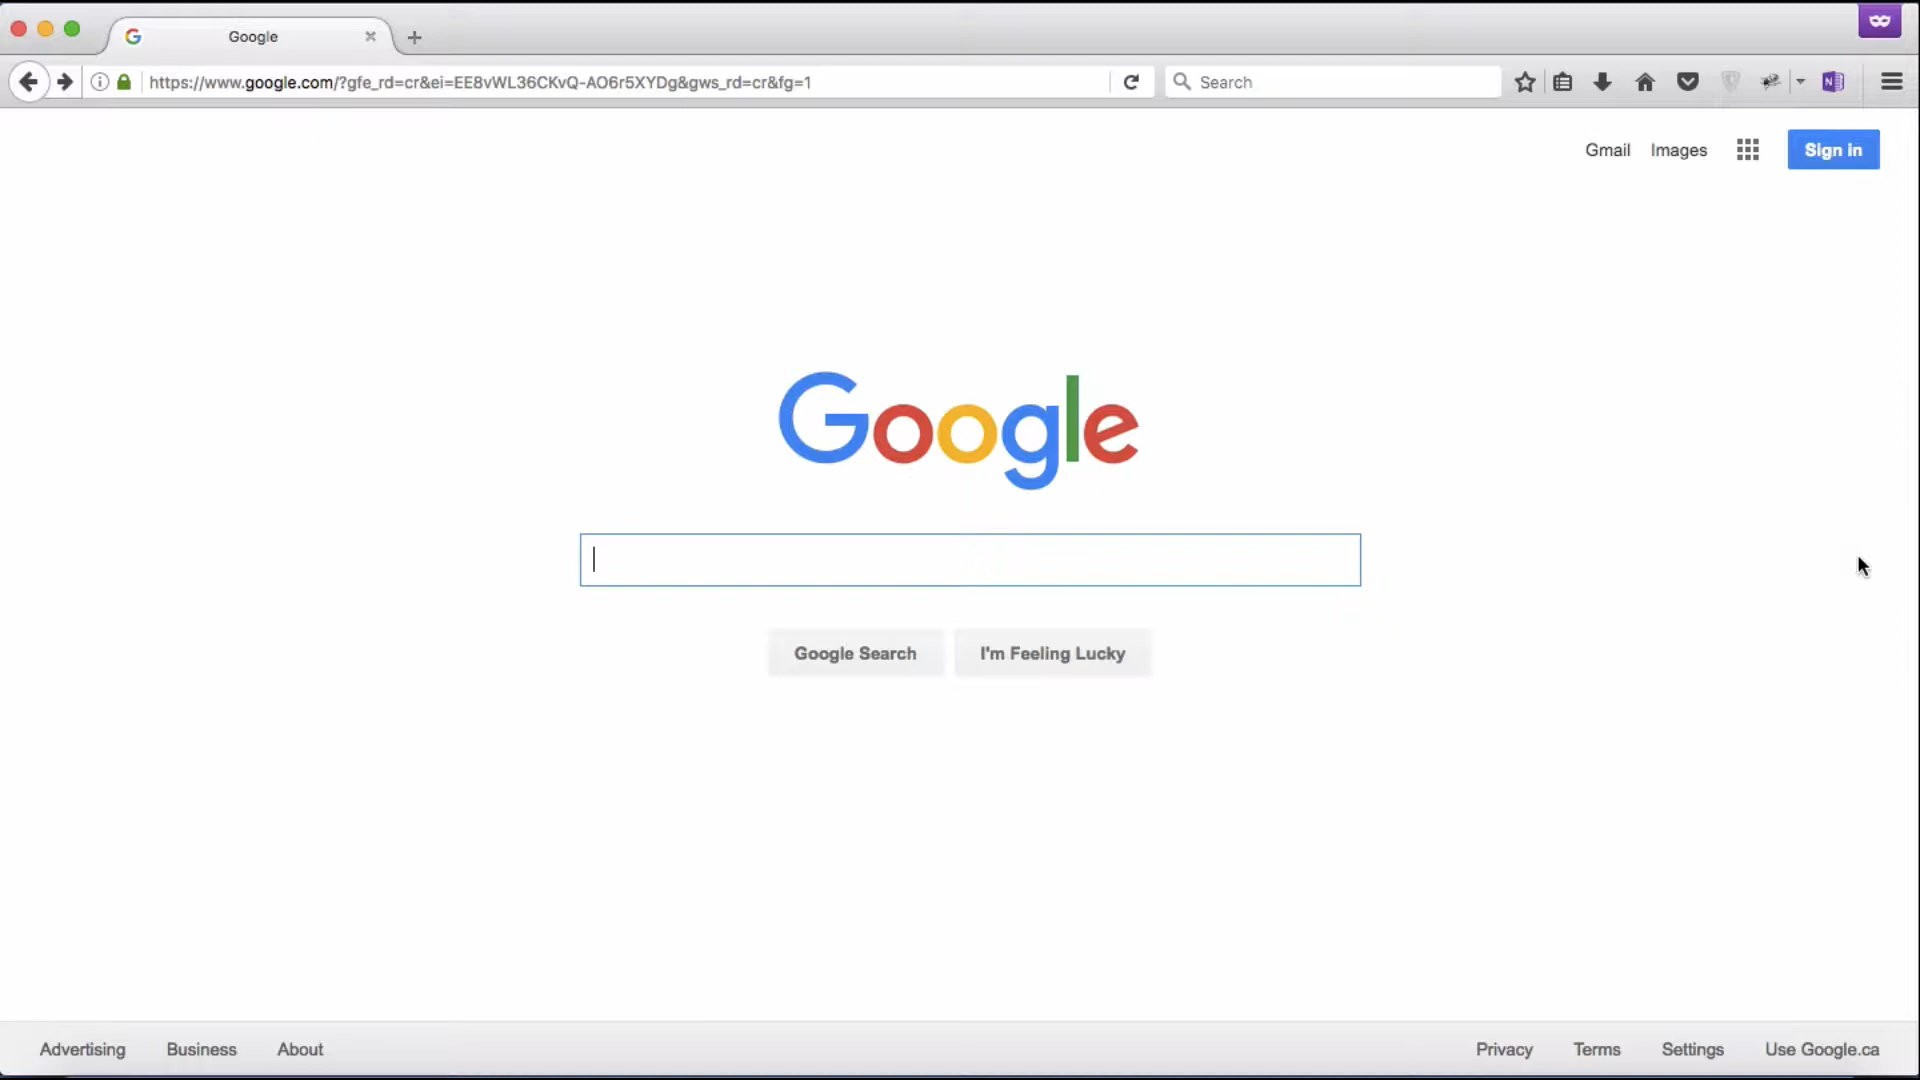 Google
https://www.google.com/?gfe_rd=cr&ei=EE8vWL36CKvQ-AO6r5XYDg&gws_rd=cr&fg=1
Search
Gmail Images Sign in
Google
Google Search I'm Feeling Lucky
Advertising Business About Privacy Terms Settings Use Google.ca